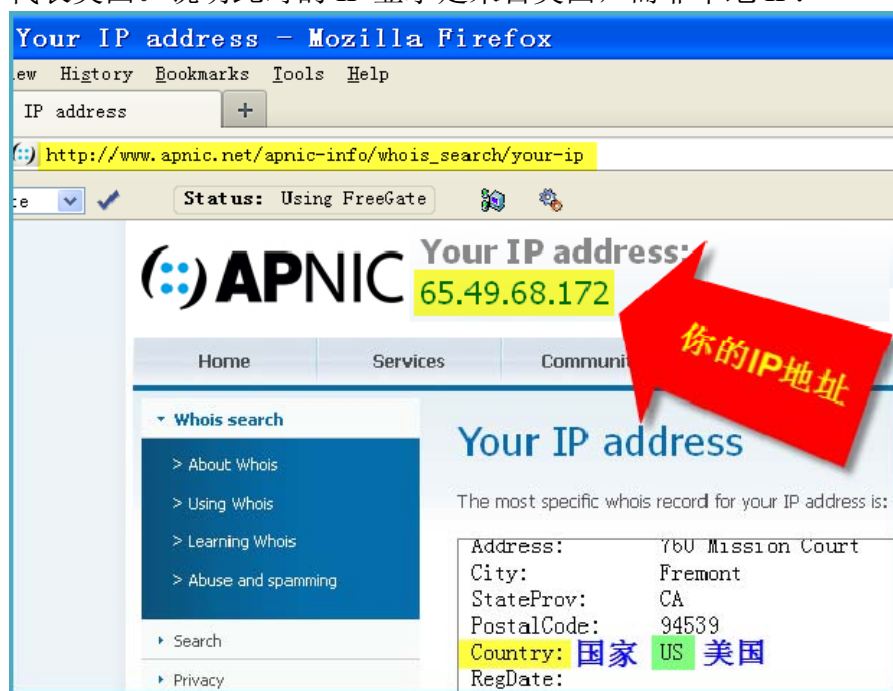 Your IP address - Mozilla Firefox
ew History Bookmarks Tools Help
IP address +
http://www.apnic.net/apnic-info/whois_search/your-ip
te Status: Using FreeGate
APNIC
Your IP address:
65.49.68.172
你的IP地址
Home Services Communit
Whois search
> About Whois
> Using Whois
> Learning Whois
> Abuse and spamming
Search
Privacy
Your IP address
The most specific whois record for your IP address is:
Address: 760 Mission Court
City: Fremont
StateProv: CA
PostalCode: 94539
Country: 国家 US 美国
RegDate: